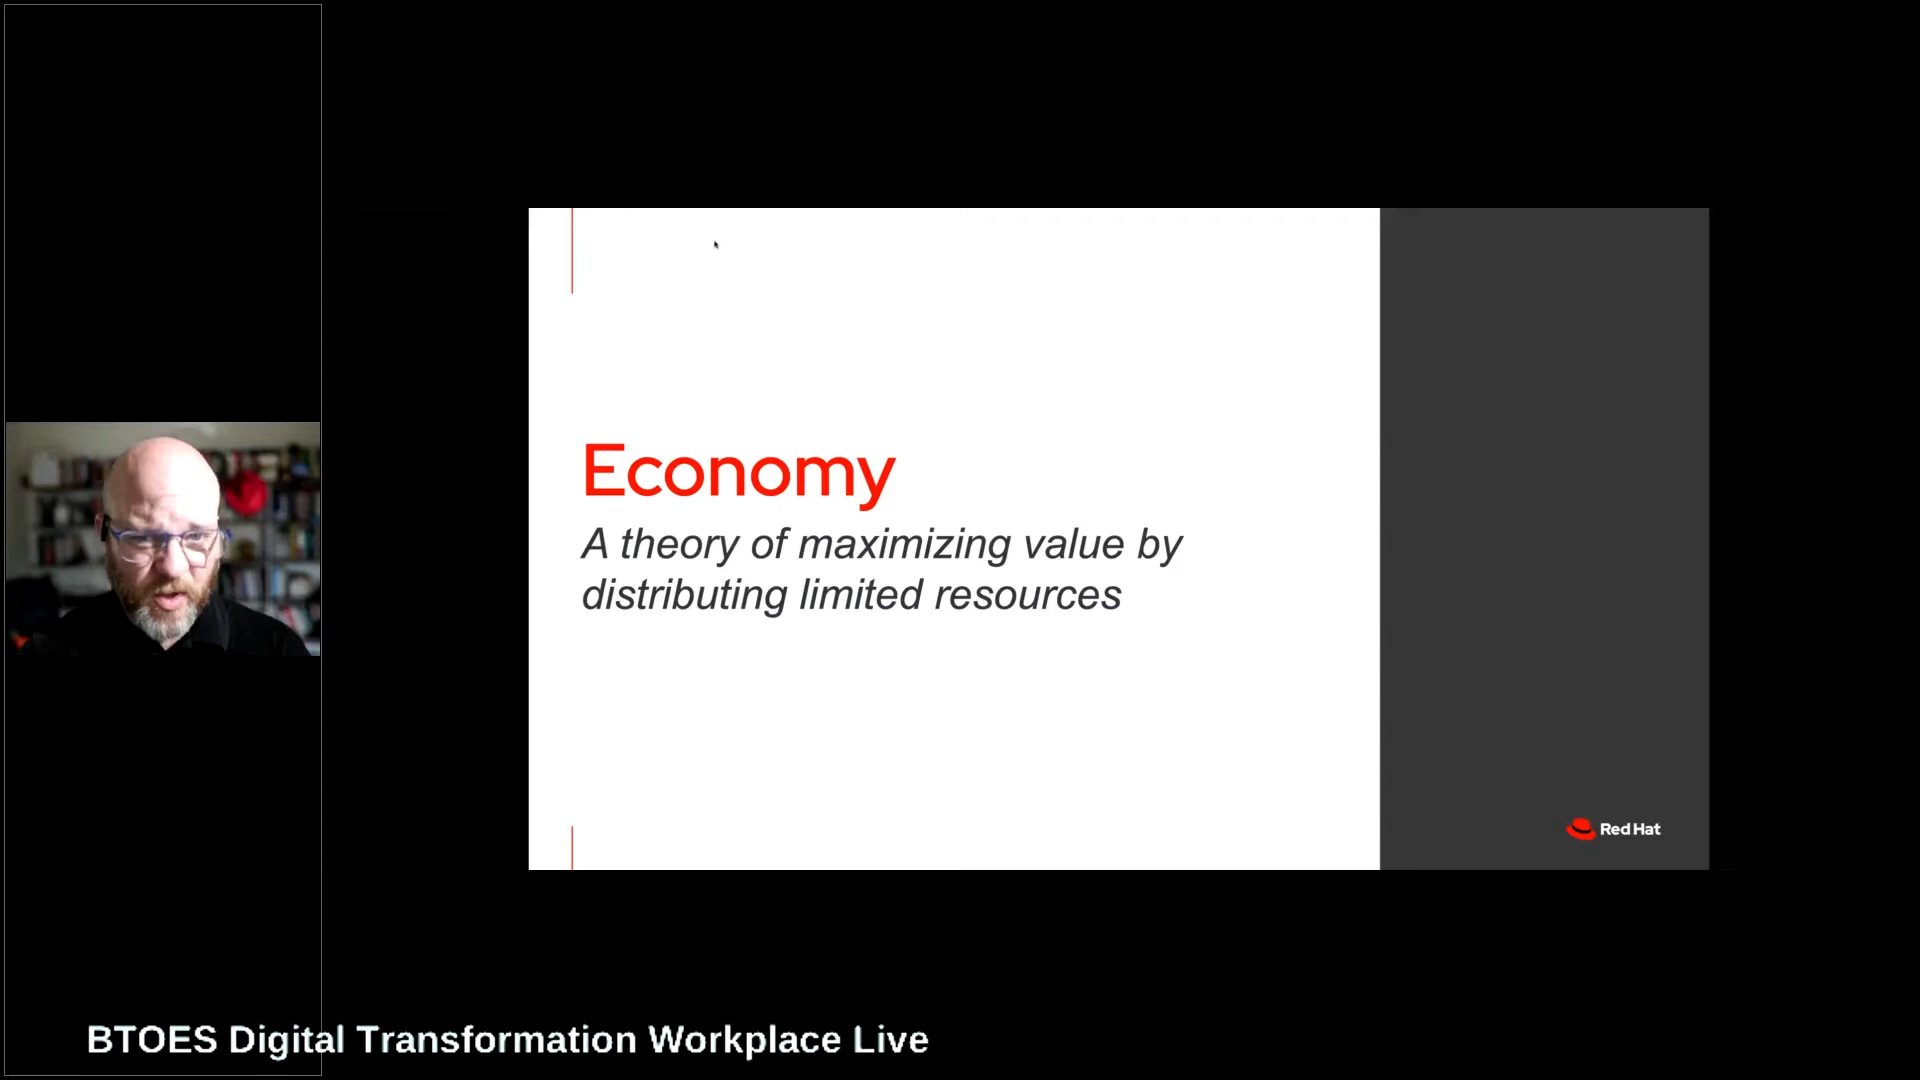 Economy
A theory of maximizing value by
distributing limited resources
Red Hat
BTOES Digital Transformation Workplace Live